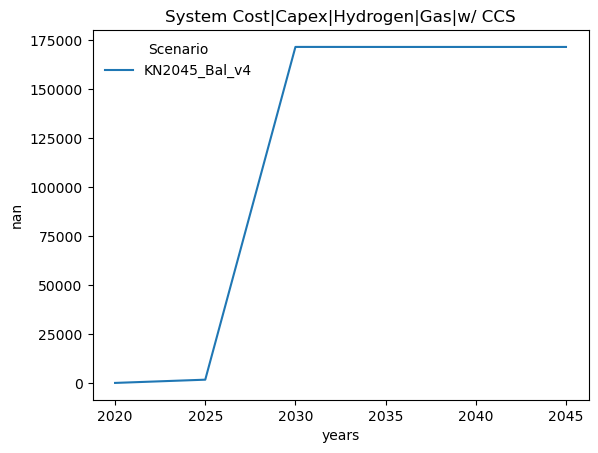 System Cost|Capex|Hydrogen|Gas|w/ CCS
175000
150000
125000
100000
75000
50000
25000
0
nan
Scenario
KN2045_Bal_v4
2020 2025 2030 2035 2040 2045
years